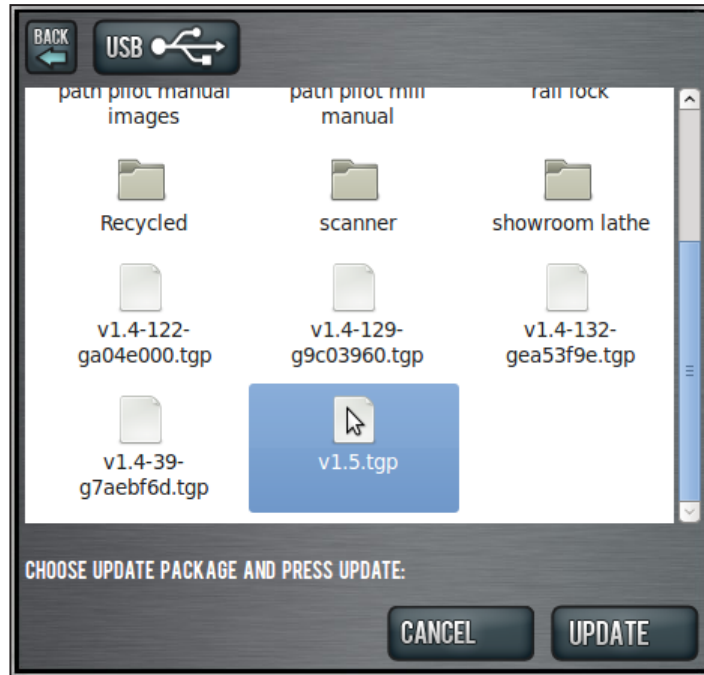 BACK
USB
path pilot manual
images
path pilot mill
manual
rail lock
Recycled
scanner
showroom lathe
v1.4-122-
ga04e000.tgp
v1.4-129-
g9c03960.tgp
v1.4-132-
gea53f9e.tgp
v1.4-39-
g7aebf6d.tgp
v1.5.tgp
CHOOSE UPDATE PACKAGE AND PRESS UPDATE:
CANCEL
UPDATE